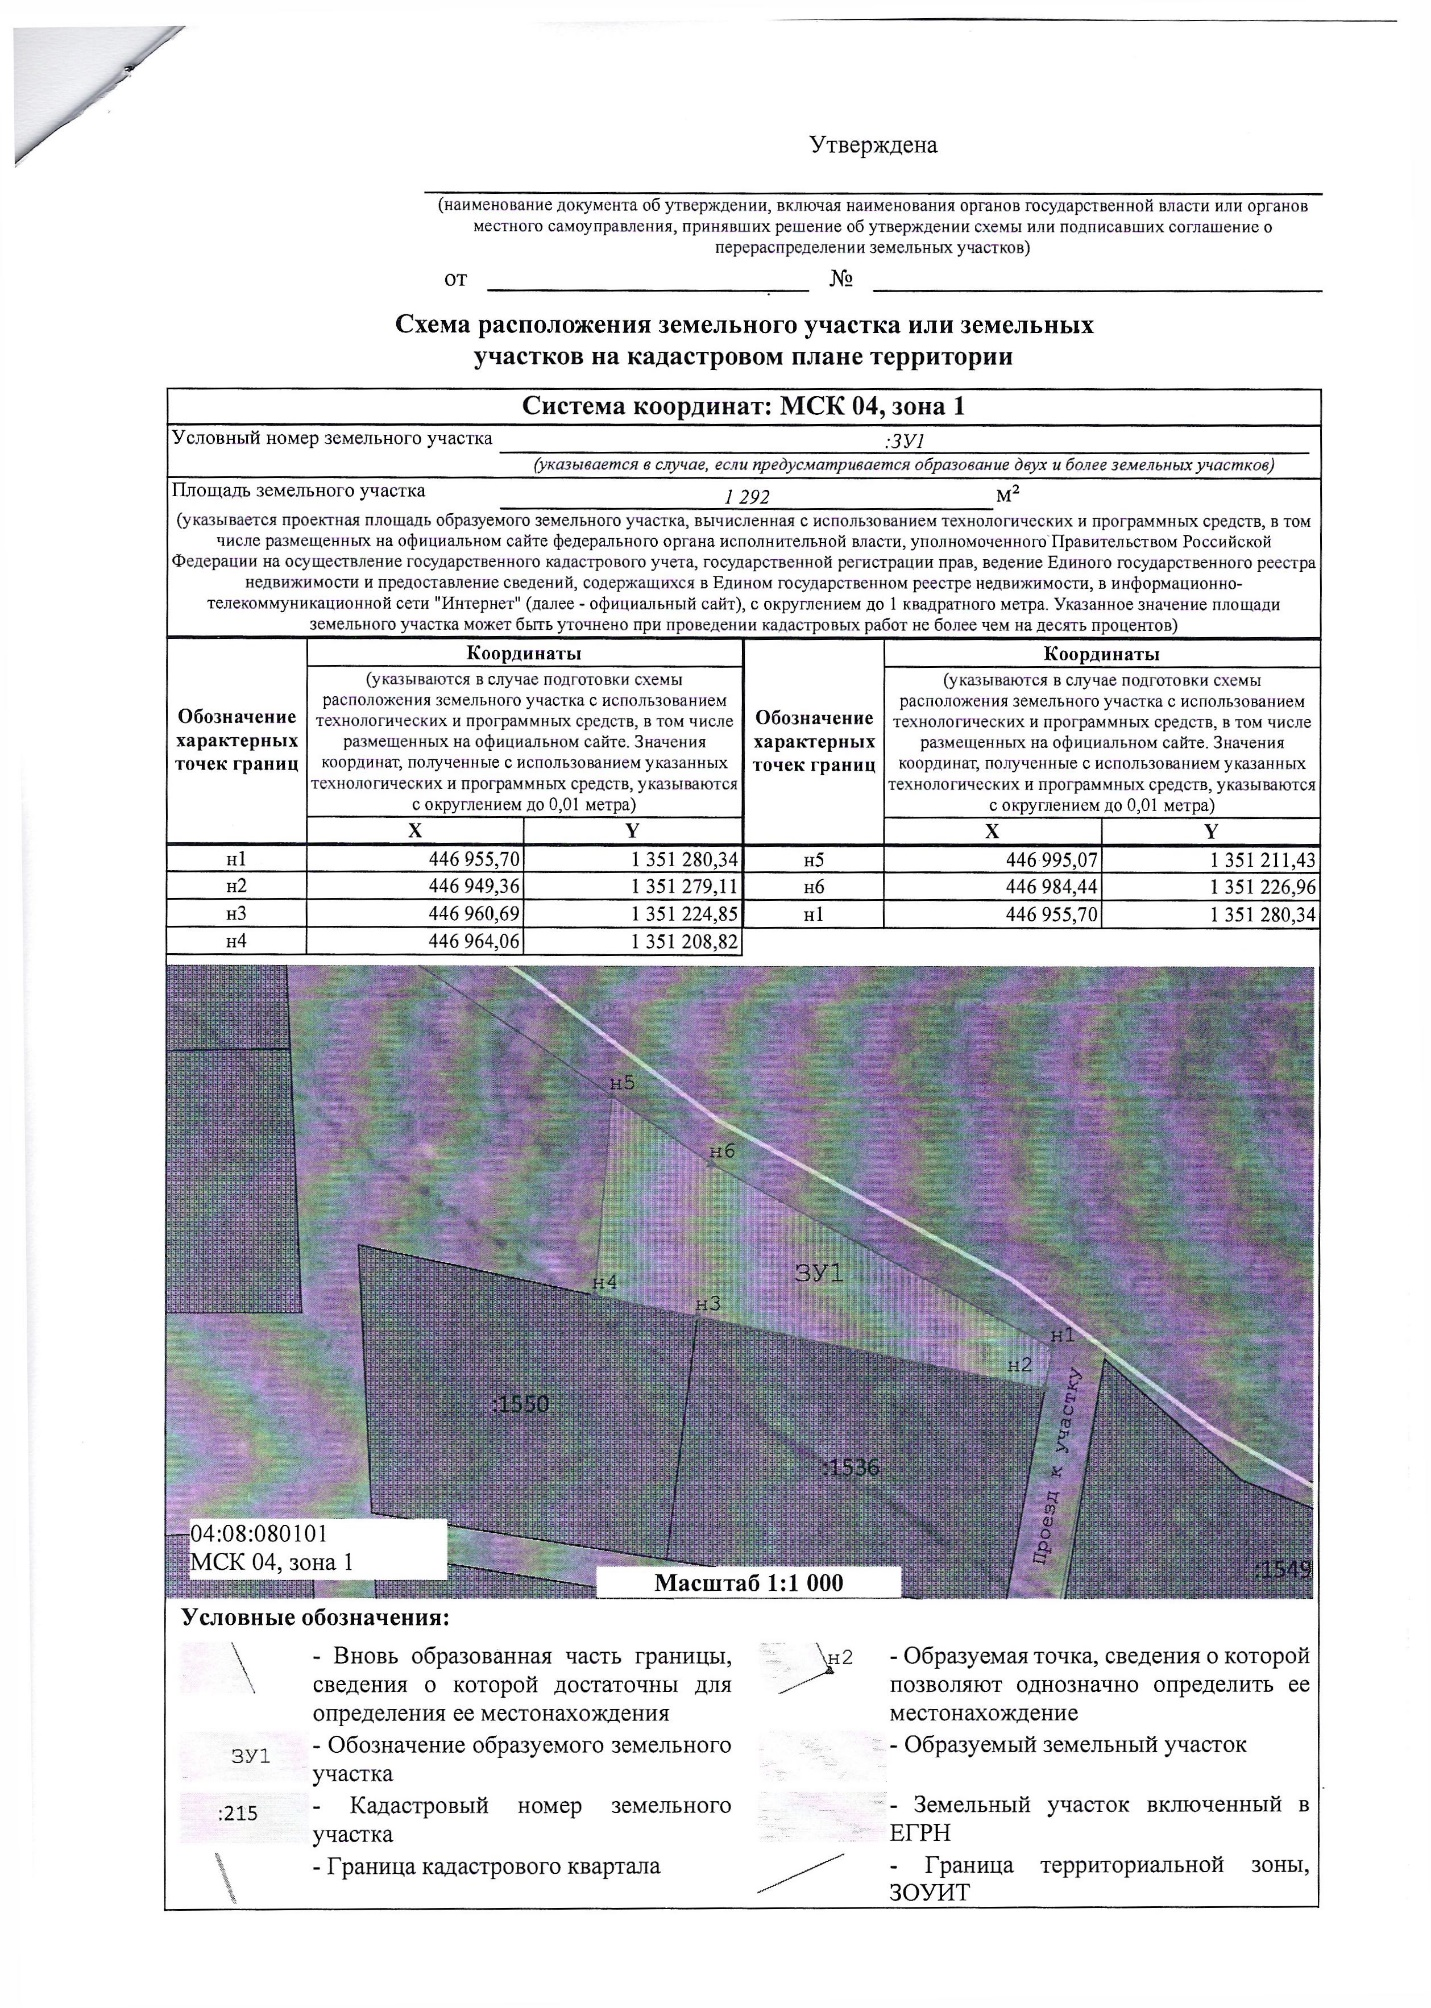 Утверждена
(наименование документа об утверждении, включая наименования органов государственной власти или органов
местного самоуправления, принявших решение об утверждении схемы или подписавших соглашение о
перераспределении земельных участков)
от № 
Схема расположения земельного участка или земельных
участков на кадастровом плане территории
Система координат: МСК 04, зона 1
Условный номер земельного участка :ЗУ1
(указывается в случае, если предусматривается образование двух и более земельных участков)
Площадь земельного участка 1 292 м²
(указывается проектная площадь образуемого земельного участка, вычисленная с использованием технологических и программных средств, в том
числе размещенных на официальном сайте федерального органа исполнительной власти, уполномоченного Правительством Российской
Федерации на осуществление государственного кадастрового учета, государственной регистрации прав, ведение Единого государственного реестра
недвижимости и предоставление сведений, содержащихся в Едином государственном реестре недвижимости, в информационно-
телекоммуникационной сети "Интернет" (далее - официальный сайт), с округлением до 1 квадратного метра. Указанное значение площади
земельного участка может быть уточнено при проведении кадастровых работ не более чем на десять процентов)
Обозначение
характерных
точек границ
Координаты
(указываются в случае подготовки схемы
расположения земельного участка с использованием
технологических и программных средств, в том числе
размещенных на официальном сайте. Значения
координат, полученные с использованием указанных
технологических и программных средств, указываются
с округлением до 0,01 метра)
X Y
Обозначение
характерных
точек границ
Координаты
(указываются в случае подготовки схемы
расположения земельного участка с использованием
технологических и программных средств, в том числе
размещенных на официальном сайте. Значения
координат, полученные с использованием указанных
технологических и программных средств, указываются
с округлением до 0,01 метра)
X Y
н1 446 955,70 1 351 280,34 н5 446 995,07 1 351 211,43
н2 446 949,36 1 351 279,11 н6 446 984,44 1 351 226,96
н3 446 960,69 1 351 224,85 н1 446 955,70 1 351 280,34
н4 446 964,06 1 351 208,82
н5
н6
ЗУ1
н4
н3
н1
н2
:1550
:1536
Проезд к участку
:1549
04:08:080101
МСК 04, зона 1
Масштаб 1:1 000
Условные обозначения:
- Вновь образованная часть границы,
сведения о которой достаточны для
определения ее местонахождения
н2
- Образуемая точка, сведения о которой
позволяют однозначно определить ее
местонахождение
ЗУ1
- Обозначение образуемого земельного
участка
- Образуемый земельный участок
:215
- Кадастровый номер земельного
участка
- Земельный участок включенный в
ЕГРН
- Граница кадастрового квартала
- Граница территориальной зоны,
ЗОУИТ